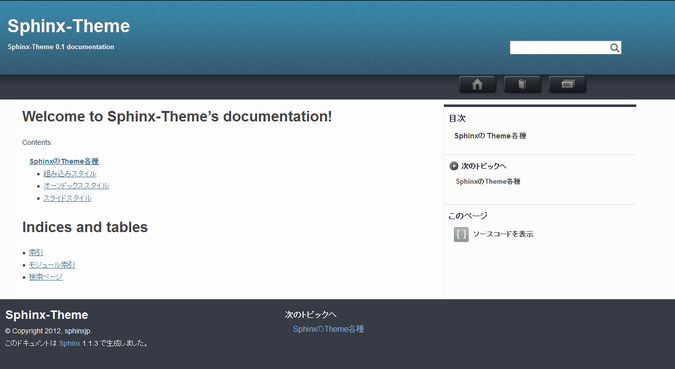 Sphinx-Theme
Sphinx-Theme 0.1 documentation
Welcome to Sphinx-Theme's documentation!
Contents:
SphinxのTheme各種
組み込みスタイル
オーンドックススタイル
スライドスタイル
Indices and tables
索引
モジュール索引
検索ページ
目次
SphinxのTheme各種
次のトピックへ
SphinxのTheme各種
このページ
ソースコードを表示
Sphinx-Theme
© Copyright 2012, sphinxjp.
このドキュメントは Sphinx 1.1.3 で生成しました。
次のトピックへ
SphinxのTheme各種